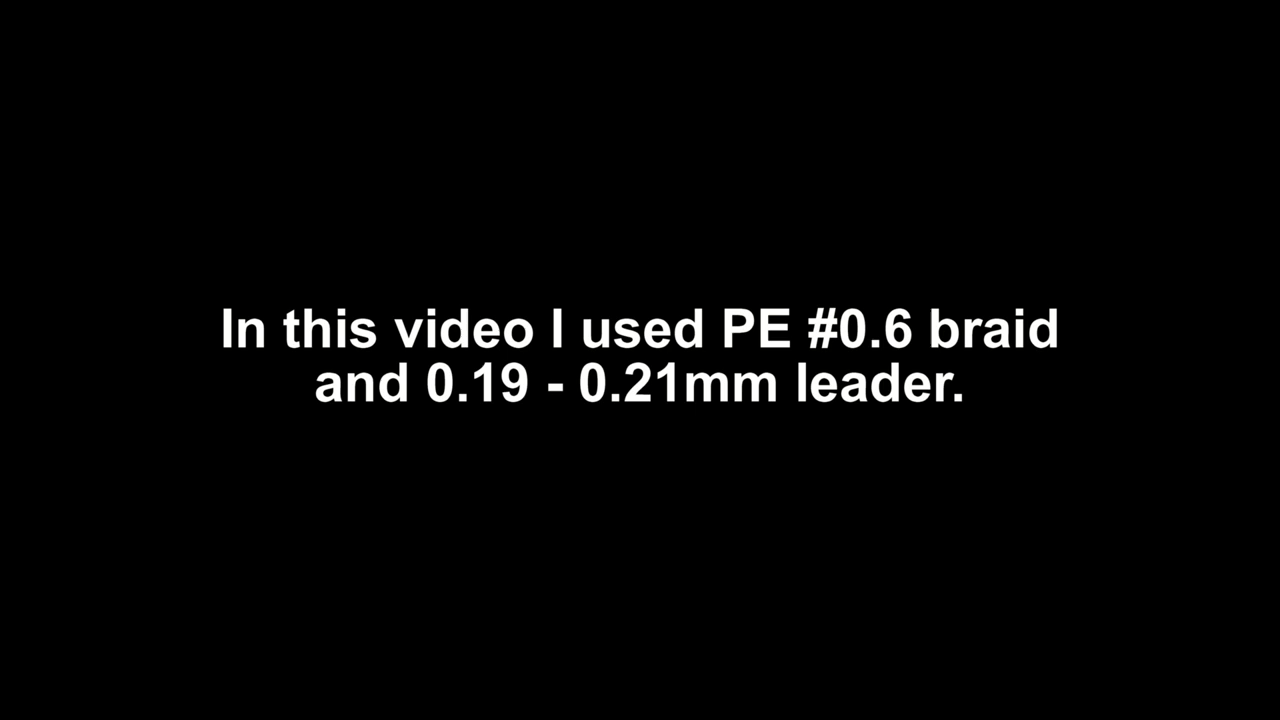 In this video I used PE #0.6 braid
and 0.19 - 0.21mm leader.